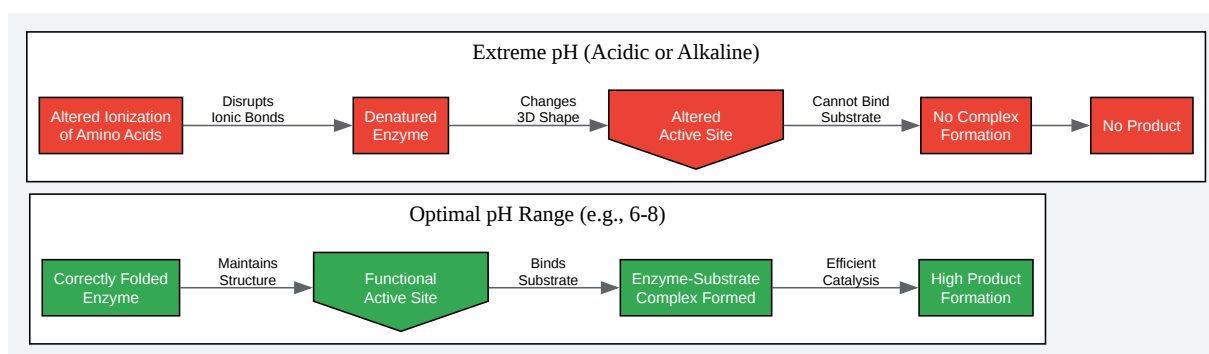 Extreme pH (Acidic or Alkaline)
Altered Ionization
of Amino Acids
Disrupts
Ionic Bonds
Denatured
Enzyme
Changes
3D Shape
Altered
Active Site
Cannot Bind
Substrate
No Complex
Formation
No Product
Optimal pH Range (e.g., 6-8)
Correctly Folded
Enzyme
Maintains
Structure
Functional
Active Site
Binds
Substrate
Enzyme-Substrate
Complex Formed
Efficient
Catalysis
High Product
Formation